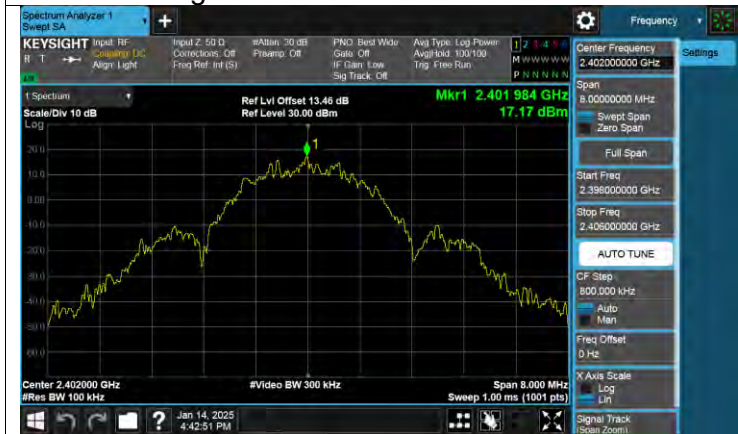 Spectrum Analyzer 1
Swept SA
Frequency
KEYSIGHT
R T
Input: RF
Coupling: DC
Align: Light
Input Z: 50 Ω
Corrections: Off
Freq Ref: Int (S)
#Atten: 30 dB
Preamp: Off
PNO: Best Wide
Gate: Off
IF Gain: Low
Sig Track: Off
Avg Type: Log-Power
Avg|Hold: 100/100
Trig: Free Run
1 2 3 4 5 6
M W W W W W
P N N N N N
1 Spectrum
Scale/Div 10 dB
Log
Ref Lvl Offset 13.46 dB
Ref Level 30.00 dBm
Mkr1 2.401 984 GHz
17.17 dBm
1
20.0
10.0
0.00
-10.0
-20.0
-30.0
-50.0
-60.0
Center 2.402000 GHz
#Res BW 100 kHz
#Video BW 300 kHz
Span 8.000 MHz
Sweep 1.00 ms (1001 pts)
Center Frequency
2.402000000 GHz
Settings
Span
8.00000000 MHz
Swept Span
Zero Span
Full Span
Start Freq
2.398000000 GHz
Stop Freq
2.406000000 GHz
AUTO TUNE
CF Step
800.000 kHz
Auto
Man
Freq Offset
0 Hz
X Axis Scale
Log
Lin
Signal Track
(Span Zoom)
?
Jan 14, 2025
4:42:51 PM